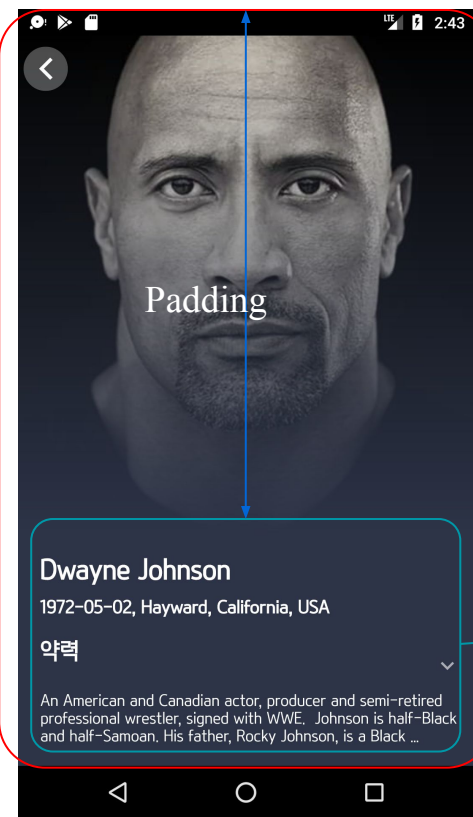 LTE 2:43
Padding
Dwayne Johnson
1972-05-02, Hayward, California, USA
약력
An American and Canadian actor, producer and semi-retired
professional wrestler, signed with WWE.  Johnson is half-Black
and half-Samoan. His father, Rocky Johnson, is a Black ...